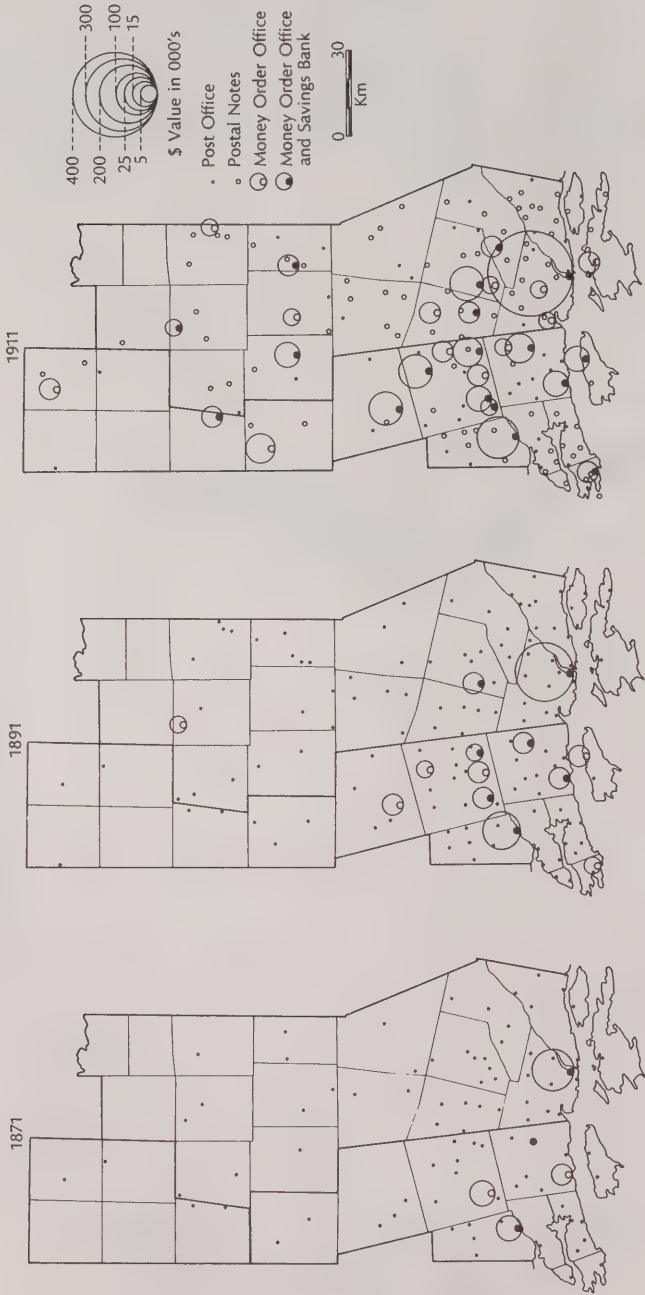 1871
1891
1911
400
300
200
100
25
15
5
$ Value in 000's
Post Office
Postal Notes
Money Order Office
Money Order Office
and Savings Bank
0 30
Km